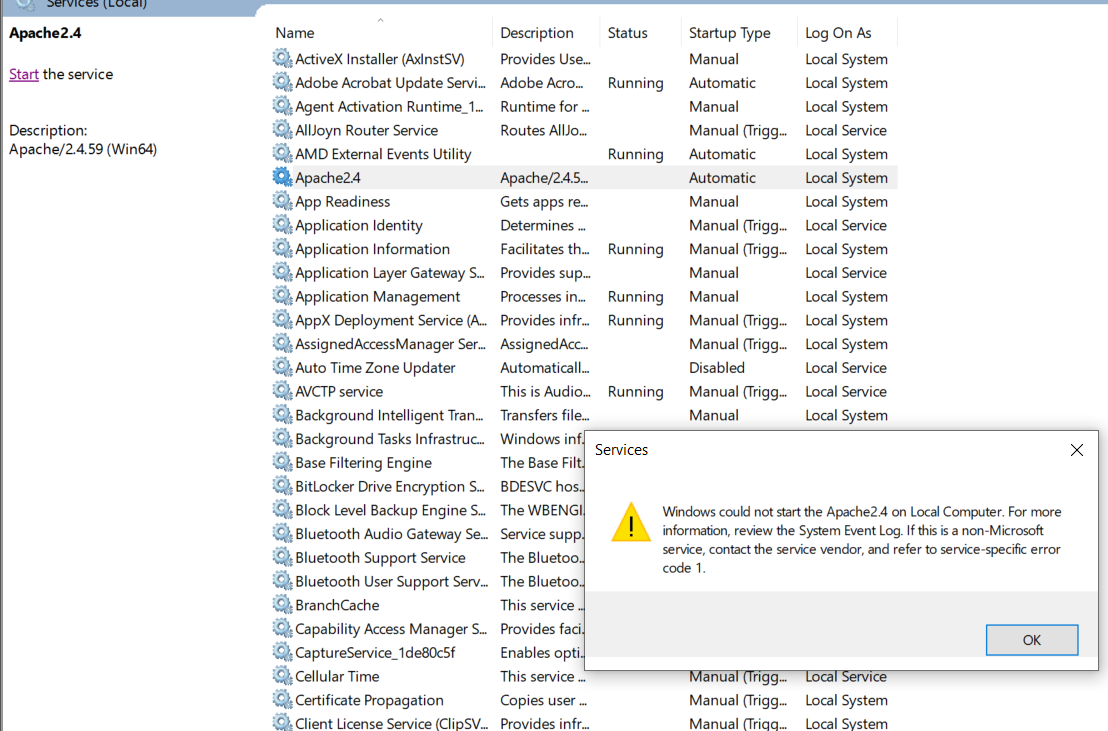 Services (Local)
Apache2.4
Start the service
Description:
Apache/2.4.59 (Win64)
Name Description Status Startup Type Log On As
ActiveX Installer (AxInstSV) Provides Use... Manual Local System
Adobe Acrobat Update Servi... Adobe Acro... Running Automatic Local System
Agent Activation Runtime_1... Runtime for ... Manual Local System
AllJoyn Router Service Routes AllJo... Manual (Trigg... Local Service
AMD External Events Utility Running Automatic Local System
Apache2.4 Apache/2.4.5... Automatic Local System
App Readiness Gets apps re... Manual Local System
Application Identity Determines ... Manual (Trigg... Local Service
Application Information Facilitates th... Running Manual (Trigg... Local System
Application Layer Gateway S... Provides sup... Manual Local Service
Application Management Processes in... Running Manual Local System
AppX Deployment Service (A... Provides infr... Running Manual (Trigg... Local System
AssignedAccessManager Ser... AssignedAcc... Manual (Trigg... Local System
Auto Time Zone Updater Automaticall... Disabled Local Service
AVCTP service This is Audio... Running Manual (Trigg... Local Service
Background Intelligent Tran... Transfers file... Manual Local System
Background Tasks Infrastruc... Windows inf.
Base Filtering Engine The Base Filt.
BitLocker Drive Encryption S... BDESVC hos..
Block Level Backup Engine S... The WBENGI.
Bluetooth Audio Gateway Se... Service supp.
Bluetooth Support Service The Bluetoo..
Bluetooth User Support Serv... The Bluetoo..
BranchCache This service ..
Capability Access Manager S... Provides faci.
CaptureService_1de80c5f Enables opti..
Cellular Time This service ... Manual (Trigg... Local Service
Certificate Propagation Copies user ... Manual (Trigg... Local System
Client License Service (ClipSV... Provides infr... Manual (Trigg... Local System
Services
Windows could not start the Apache2.4 on Local Computer. For more
information, review the System Event Log. If this is a non-Microsoft
service, contact the service vendor, and refer to service-specific error
code 1.
OK